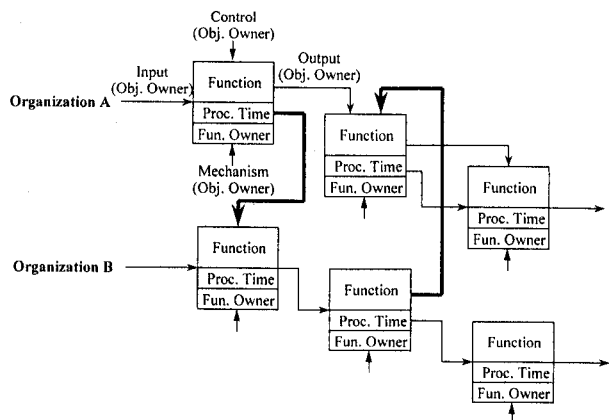 Control
(Obj. Owner)
Input
(Obj. Owner)
Output
(Obj. Owner)
Organization A
Function
Proc. Time
Fun. Owner
Mechanism
(Obj. Owner)
Function
Proc. Time
Fun. Owner
Function
Proc. Time
Fun. Owner
Organization B
Function
Proc. Time
Fun. Owner
Function
Proc. Time
Fun. Owner
Function
Proc. Time
Fun. Owner